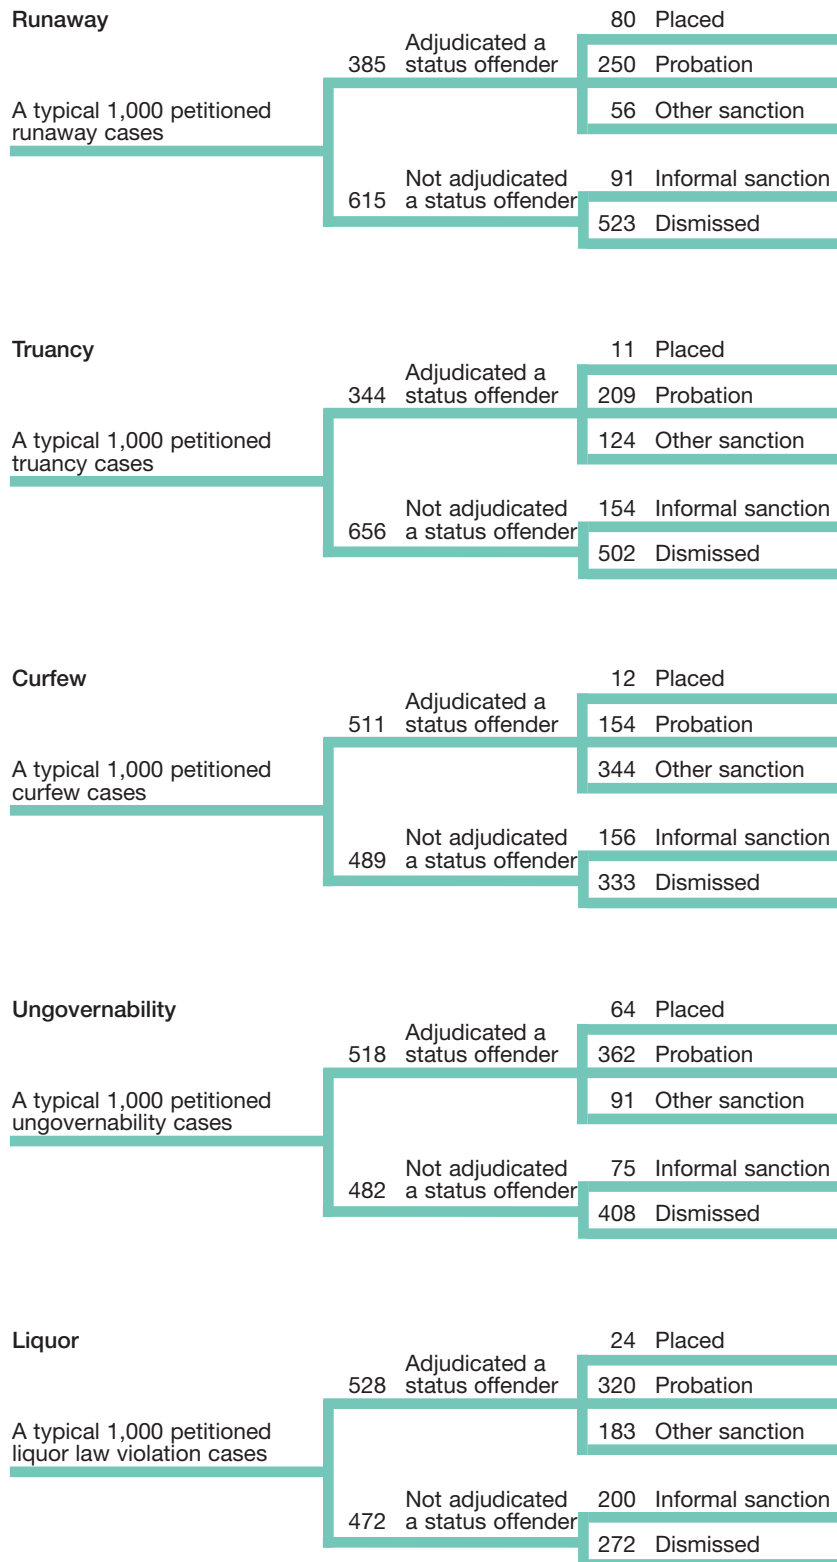 Runaway
80 Placed
Adjudicated a
385 status offender
250 Probation
A typical 1,000 petitioned
runaway cases
56 Other sanction
Not adjudicated
91 Informal sanction
615 a status offender
523 Dismissed
Truancy
11 Placed
Adjudicated a
344 status offender
209 Probation
A typical 1,000 petitioned
truancy cases
124 Other sanction
Not adjudicated
154 Informal sanction
656 a status offender
502 Dismissed
Curfew
12 Placed
Adjudicated a
511 status offender
154 Probation
A typical 1,000 petitioned
curfew cases
344 Other sanction
Not adjudicated
156 Informal sanction
489 a status offender
333 Dismissed
Ungovernability
64 Placed
Adjudicated a
518 status offender
362 Probation
A typical 1,000 petitioned
ungovernability cases
91 Other sanction
Not adjudicated
75 Informal sanction
482 a status offender
408 Dismissed
Liquor
24 Placed
Adjudicated a
528 status offender
320 Probation
A typical 1,000 petitioned
liquor law violation cases
183 Other sanction
Not adjudicated
200 Informal sanction
472 a status offender
272 Dismissed